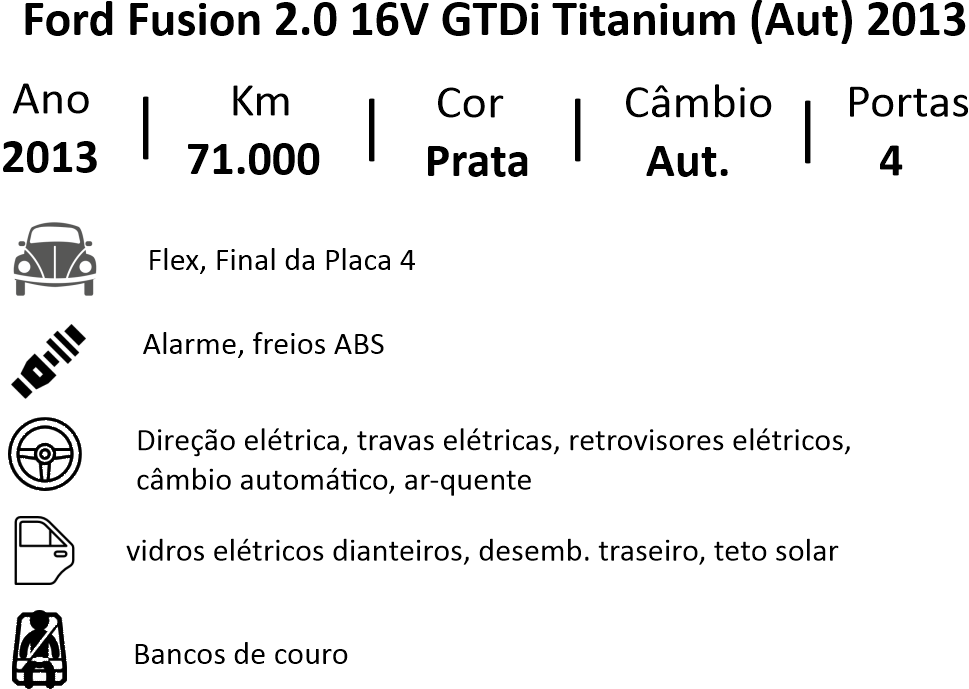 Ford Fusion 2.0 16V GTDi Titanium (Aut) 2013
Ano Km Cor Câmbio Portas
2013 71.000 Prata Aut. 4
Flex, Final da Placa 4
Alarme, freios ABS
Direção elétrica, travas elétricas, retrovisores elétricos,
câmbio automático, ar-quente
vidros elétricos dianteiros, desemb. traseiro, teto solar
Bancos de couro